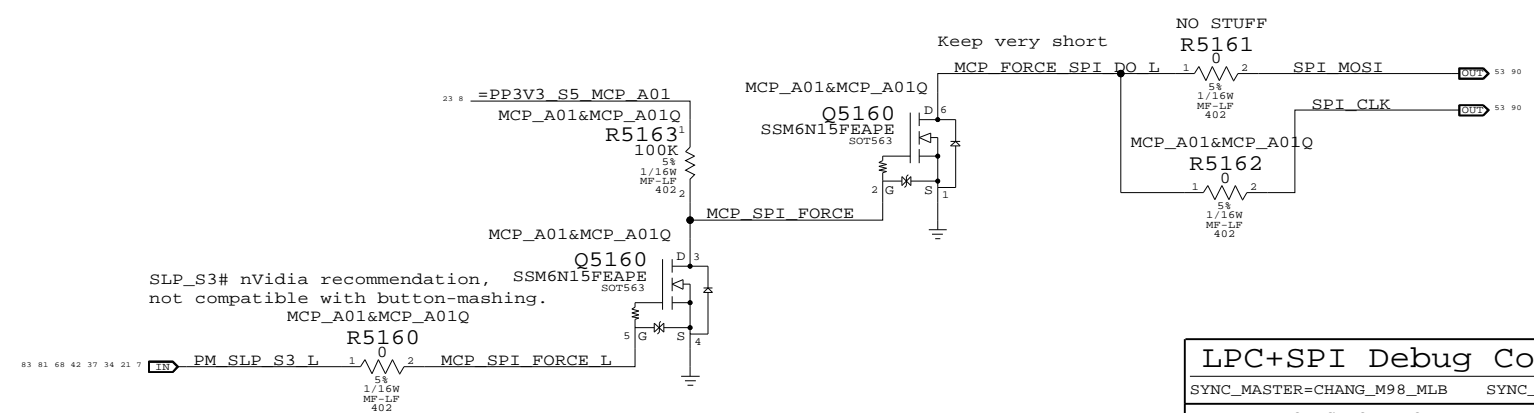 NO STUFF
R5161
0
1 2
5%
1/16W
MF-LF
402
Keep very short
MCP_FORCE_SPI_DO_L
SPI_MOSI
OUT 53 90
SPI_CLK
OUT 53 90
MCP_A01&MCP_A01Q
R5162
0
1 2
5%
1/16W
MF-LF
402
MCP_A01&MCP_A01Q
Q5160
SSM6N15FEAPE
SOT563
D 6
2 G S 1
23 8 =PP3V3_S5_MCP_A01
MCP_A01&MCP_A01Q
R5163 1
100K
5%
1/16W
MF-LF
402 2
MCP_SPI_FORCE
MCP_A01&MCP_A01Q
Q5160
SSM6N15FEAPE
SOT563
D 3
5 G S 4
SLP_S3# nVidia recommendation,
not compatible with button-mashing.
MCP_A01&MCP_A01Q
R5160
0
83 81 68 42 37 34 21 7 IN PM_SLP_S3_L 1 2 MCP_SPI_FORCE_L
5%
1/16W
MF-LF
402
LPC+SPI Debug Co
SYNC_MASTER=CHANG_M98_MLB SYNC_